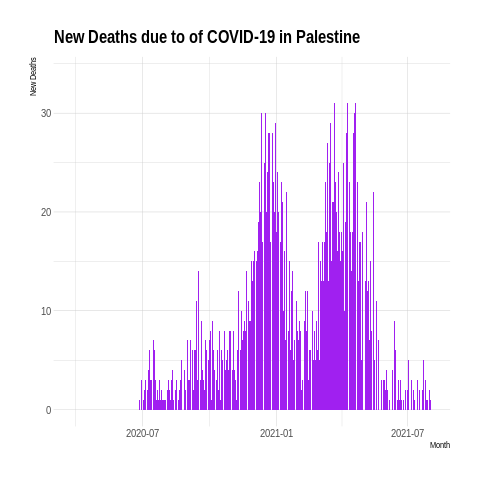 New Deaths due to of COVID-19 in Palestine
New Deaths
30
20
10
0
2020-07
2021-01
2021-07
Month